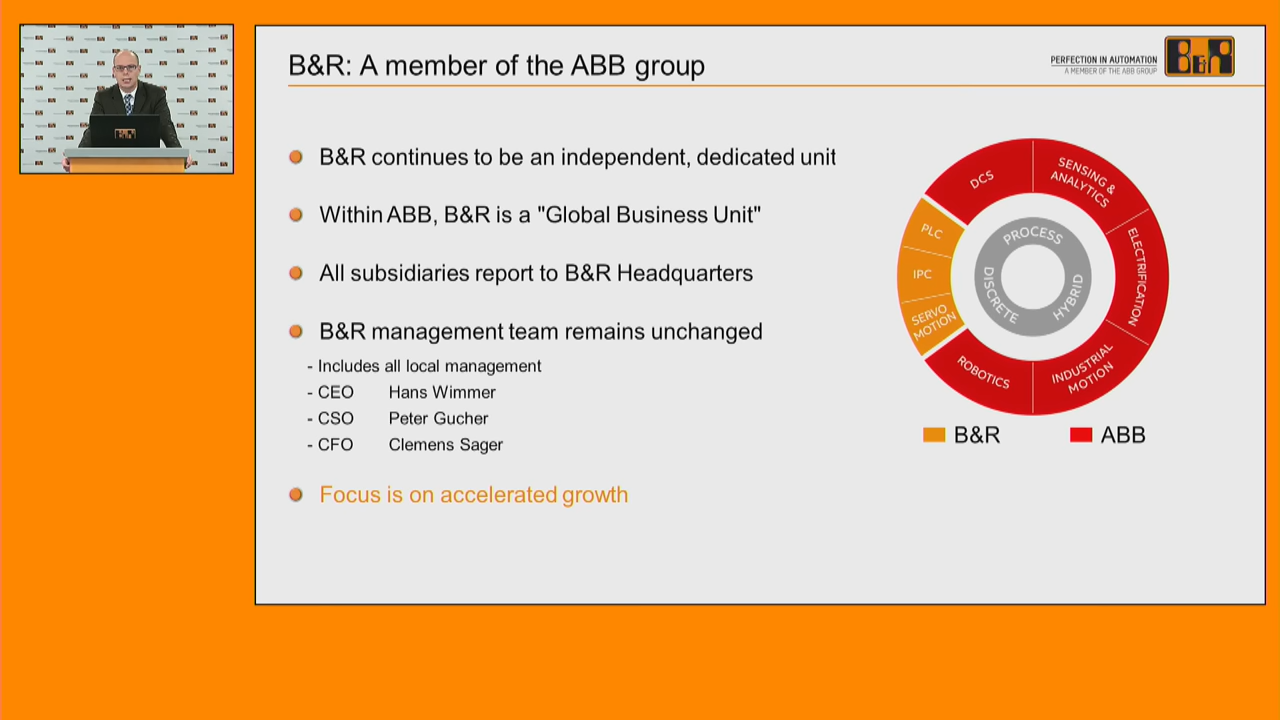 B&R: A member of the ABB group
PERFECTION IN AUTOMATION
A MEMBER OF THE ABB GROUP
B&R
B&R continues to be an independent, dedicated unit
Within ABB, B&R is a "Global Business Unit"
All subsidiaries report to B&R Headquarters
B&R management team remains unchanged
- Includes all local management
- CEO Hans Wimmer
- CSO Peter Gucher
- CFO Clemens Sager
Focus is on accelerated growth
DCS
SENSING &
ANALYTICS
ELECTRIFICATION
INDUSTRIAL
MOTION
ROBOTICS
SERVO
MOTION
IPC
PLC
PROCESS
HYBRID
DISCRETE
B&R
ABB
B&R